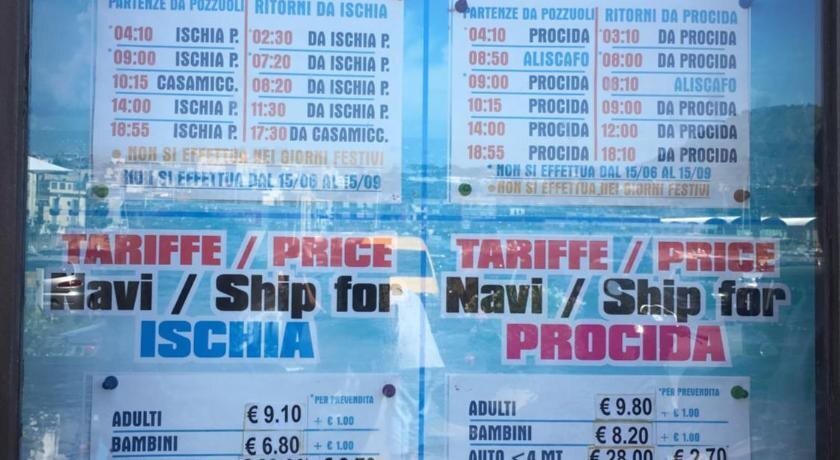 PARTENZE DA POZZUOLI RITORNI DA ISCHIA
*04:10 ISCHIA P. *02:30 DA ISCHIA P.
*09:00 ISCHIA P. *07:20 DA ISCHIA P.
10:15 CASAMICC. *08:20 DA ISCHIA P.
14:00 ISCHIA P. 11:30 DA ISCHIA P.
18:55 ISCHIA P. 17:30 DA CASAMICC.
• NON SI EFFETTUA NEI GIORNI FESTIVI
* NON SI EFFETTUA DAL 15/06 AL 15/09
PARTENZE DA POZZUOLI RITORNI DA PROCIDA
*04:10 PROCIDA *03:10 DA PROCIDA
08:50 ALISCAFO *08:00 DA PROCIDA
*09:00 PROCIDA 08:10 ALISCAFO
10:15 PROCIDA 09:00 DA PROCIDA
14:00 PROCIDA 12:00 DA PROCIDA
18:55 PROCIDA 18:10 DA PROCIDA
* NON SI EFFETTUA DAL 15/06 AL 15/09
• NON SI EFFETTUA NEI GIORNI FESTIVI
TARIFFE / PRICE
Navi / Ship for
ISCHIA
TARIFFE / PRICE
Navi / Ship for
PROCIDA
*PER PREVENDITA
ADULTI € 9.10 + € 1.00
BAMBINI € 6.80 + € 1.00
*PER PREVENDITA
ADULTI € 9.80 + € 1.00
BAMBINI € 8.20 + € 1.00
AUTO < 4 MT. € 28.00 + € 2.70